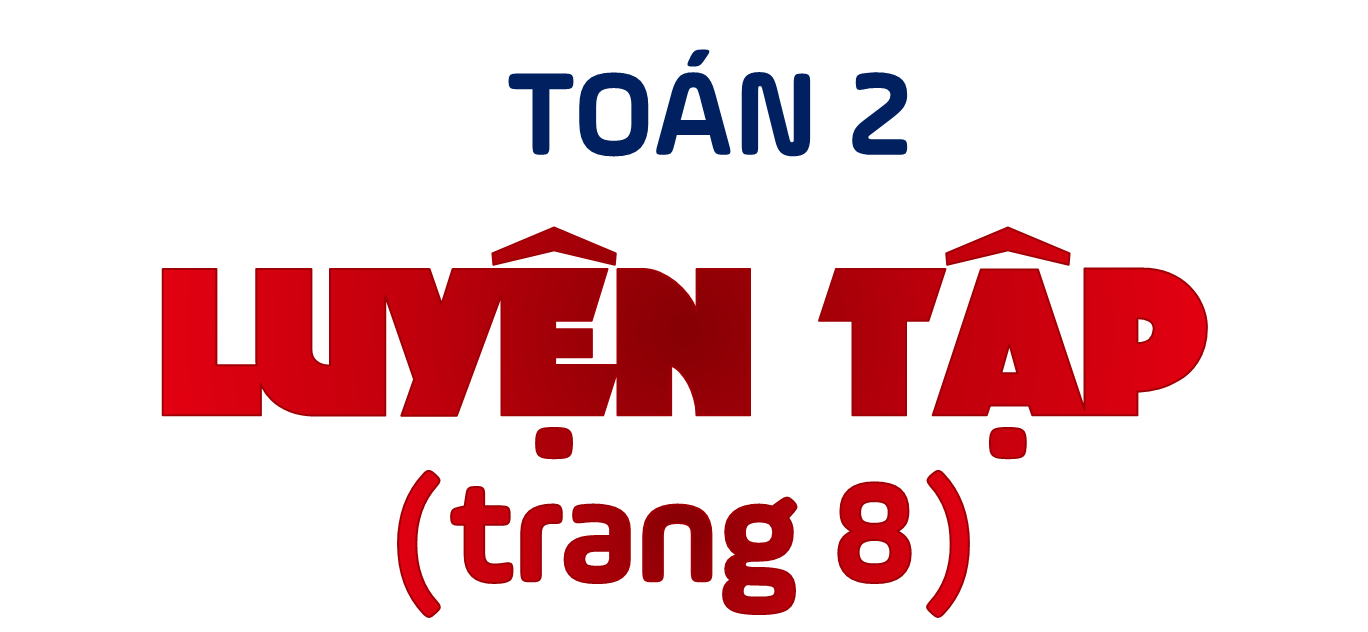 TOÁN 2
LUYỆN TẬP
(trang 8)